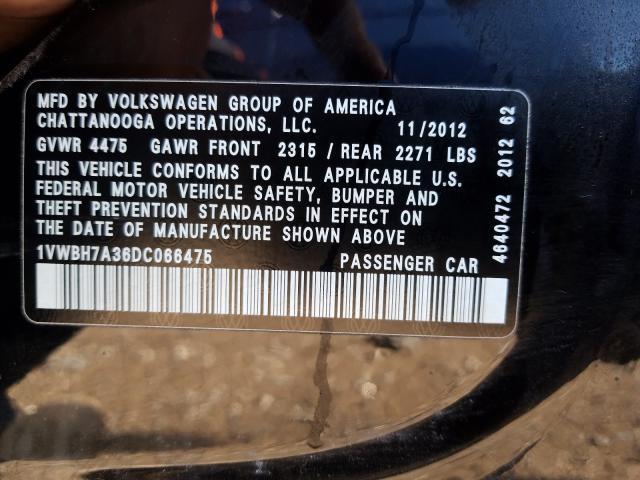 MFD BY VOLKSWAGEN GROUP OF AMERICA
CHATTANOOGA OPERATIONS, LLC. 11/2012
GVWR 4475 GAWR FRONT 2315 / REAR 2271 LBS
THIS VEHICLE CONFORMS TO ALL APPLICABLE U.S.
FEDERAL MOTOR VEHICLE SAFETY, BUMPER AND
THEFT PREVENTION STANDARDS IN EFFECT ON
THE DATE OF MANUFACTURE SHOWN ABOVE
1VWBH7A36DC066475 PASSENGER CAR
4640472 2012 62